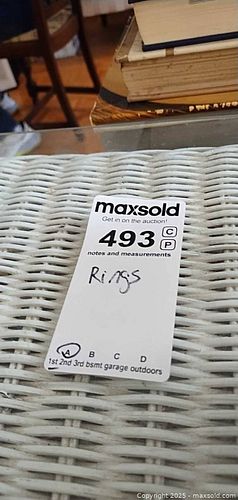 maxsold
Get in on the auction!
493 C
P
notes and measurements
Rings
A B C D
1st 2nd 3rd bsmt garage outdoors
Copyright © 2025 - maxsold.com